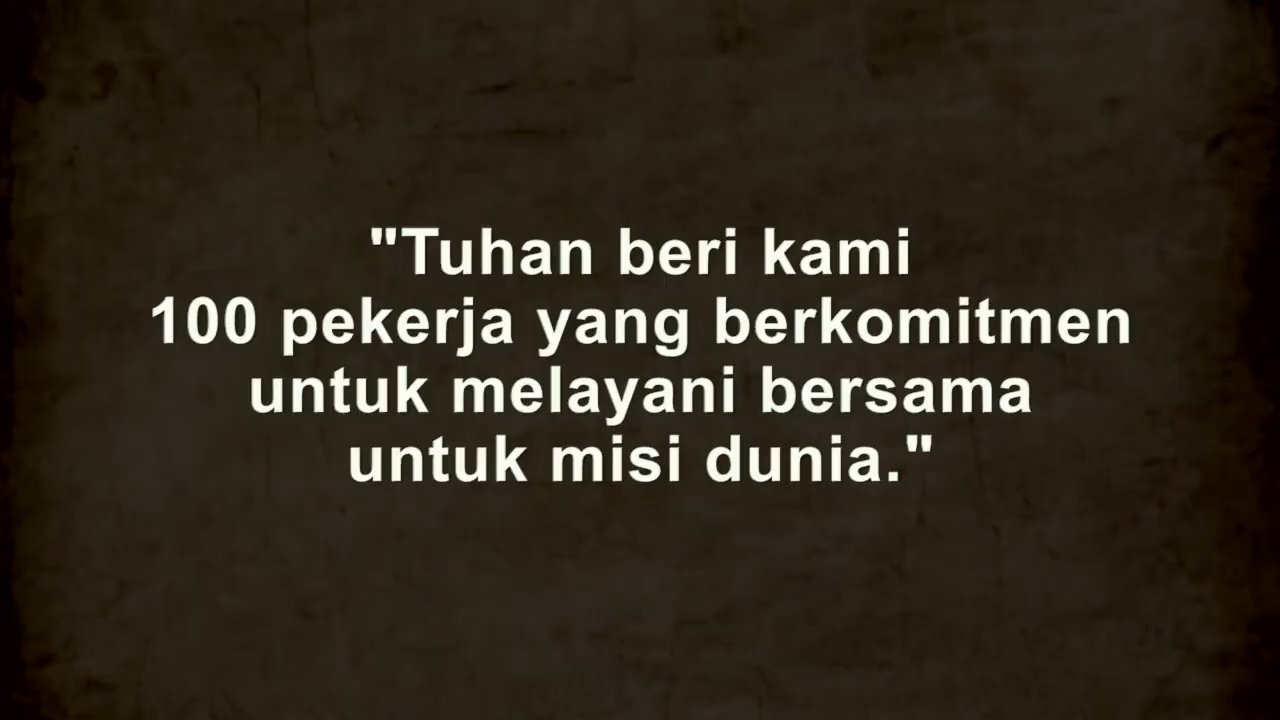 "Tuhan beri kami
100 pekerja yang berkomitmen
untuk melayani bersama
untuk misi dunia."